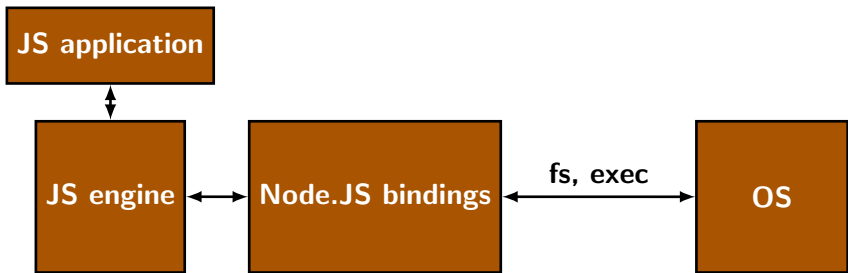 JS application
JS engine
Node.JS bindings
fs, exec
OS